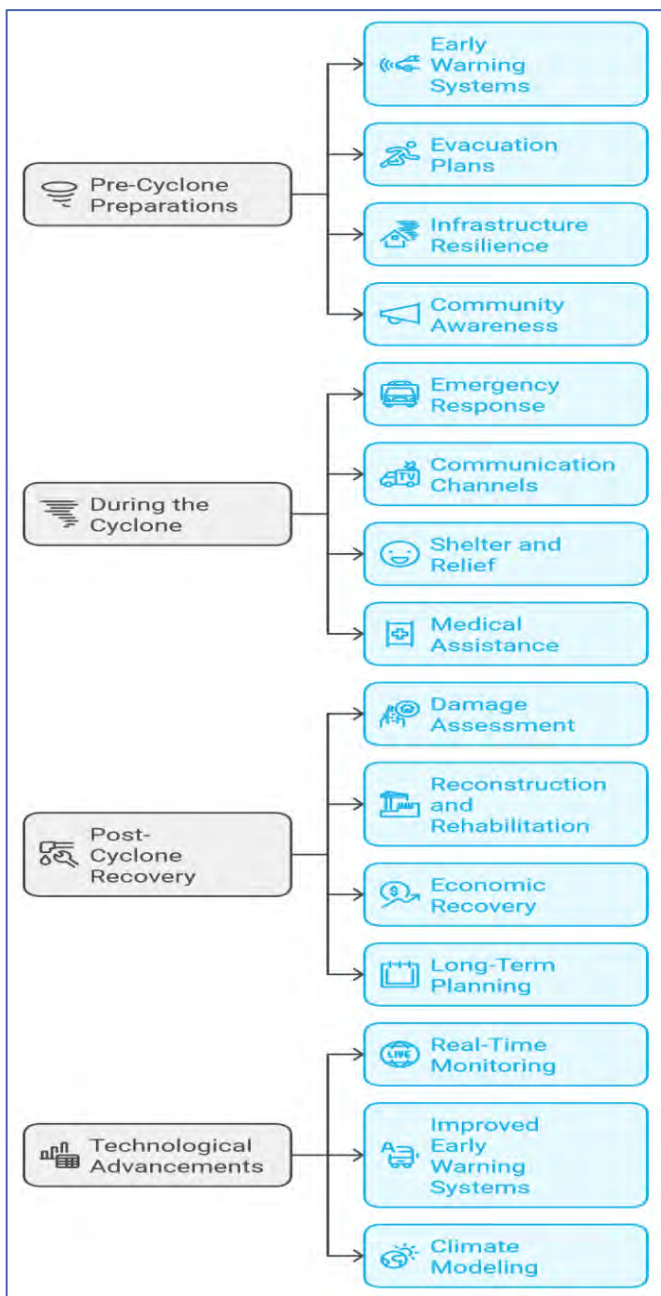 Early
Warning
Systems
Evacuation
Plans
Pre-Cyclone
Preparations
Infrastructure
Resilience
Community
Awareness
Emergency
Response
Communication
Channels
TV
During the
Cyclone
Shelter and
Relief
Medical
Assistance
Damage
Assessment
Reconstruction
and
Rehabilitation
Post-
Cyclone
Recovery
Economic
Recovery
Long-Term
Planning
Real-Time
Monitoring
LIVE
Technological
Advancements
Improved
Early
Warning
Systems
A
Climate
Modeling